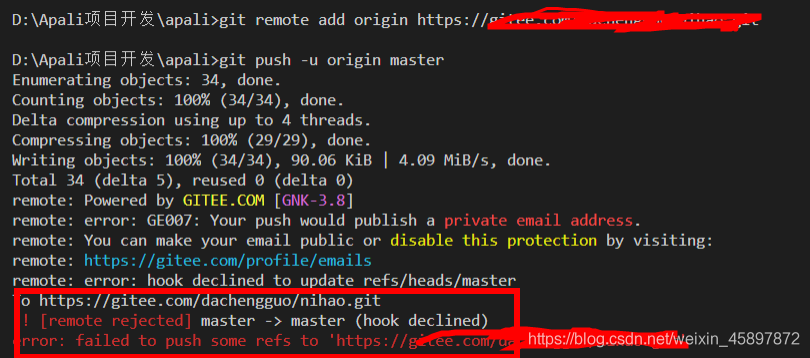 D:\Apali项目开发\apali>git remote add origin https://gitee.com
D:\Apali项目开发\apali>git push -u origin master
Enumerating objects: 34, done.
Counting objects: 100% (34/34), done.
Delta compression using up to 4 threads.
Compressing objects: 100% (29/29), done.
Writing objects: 100% (34/34), 90.06 KiB | 4.09 MiB/s, done.
Total 34 (delta 5), reused 0 (delta 0)
remote: Powered by GITEE.COM [GNK-3.8]
remote: error: GE007: Your push would publish a private email address.
remote: You can make your email public or disable this protection by visiting:
remote: https://gitee.com/profile/emails
remote: error: hook declined to update refs/heads/master
To https://gitee.com/dachengguo/nihao.git
! [remote rejected] master -> master (hook declined)
error: failed to push some refs to 'https://gitee.com/
https://blog.csdn.net/weixin_45897872